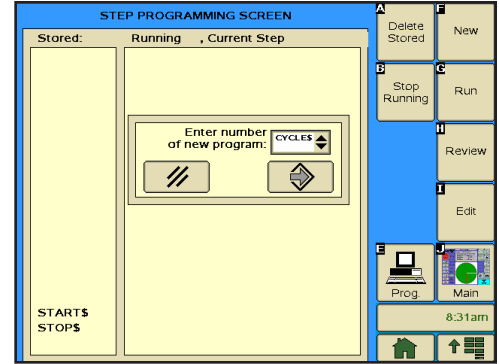 STEP PROGRAMMING SCREEN
Stored:
Running , Current Step
Enter number
of new program:
CYCLE$
START$
STOP$
A
Delete
Stored
F
New
B
Stop
Running
G
Run
H
Review
I
Edit
E
Prog.
J
Main
8:31am